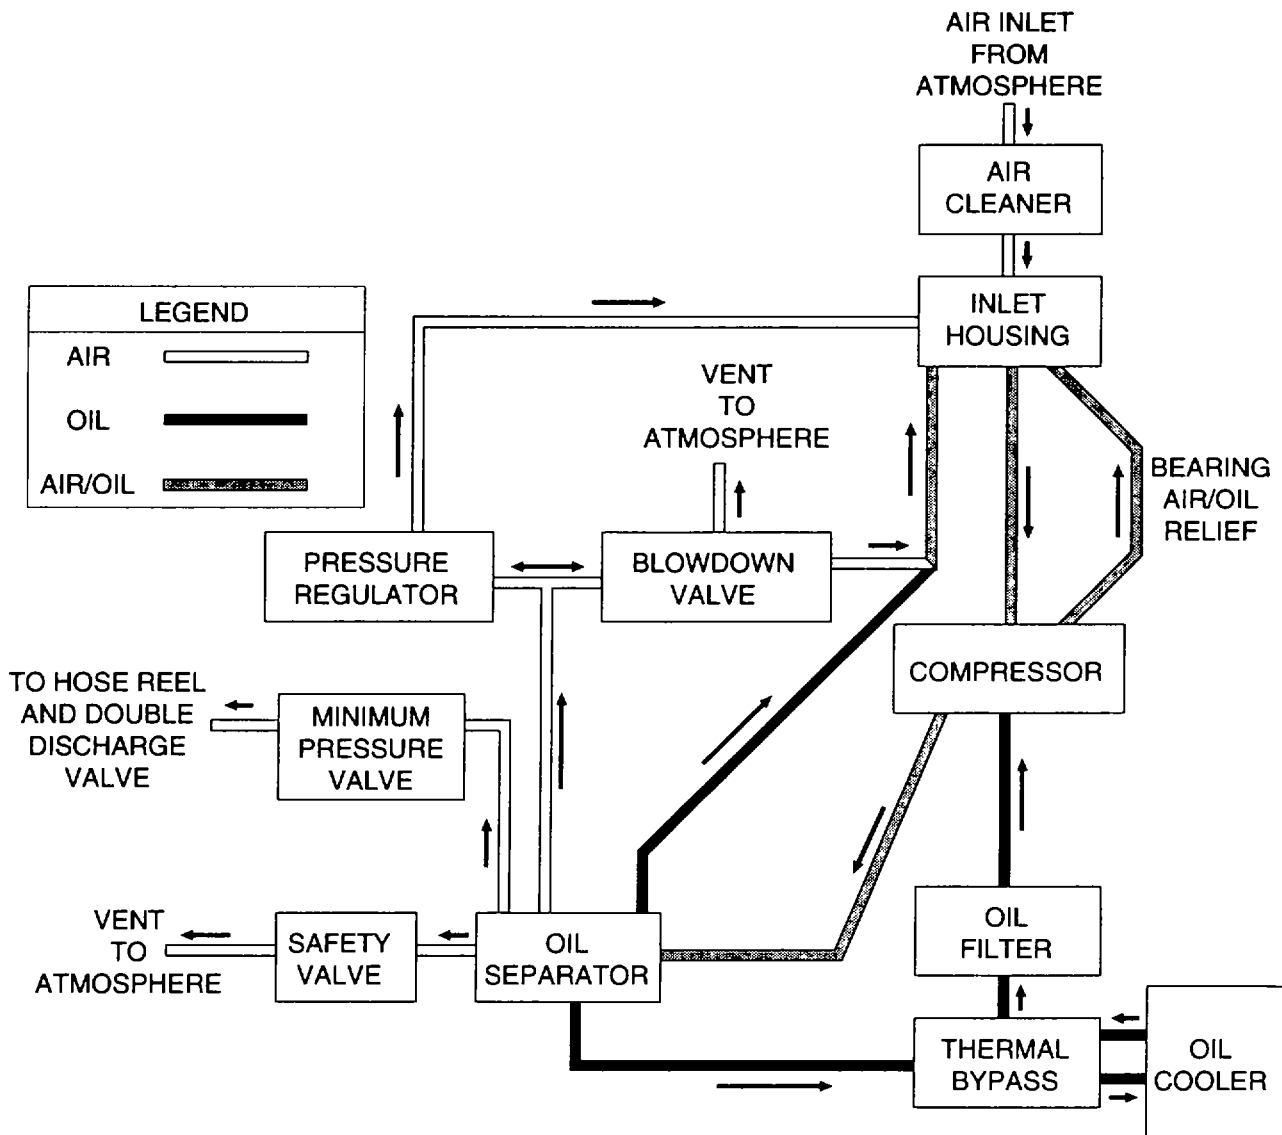 AIR INLET
FROM
ATMOSPHERE
AIR
CLEANER
INLET
HOUSING
LEGEND
AIR
OIL
AIR/OIL
VENT
TO
ATMOSPHERE
BEARING
AIR/OIL
RELIEF
PRESSURE
REGULATOR
BLOWDOWN
VALVE
COMPRESSOR
TO HOSE REEL
AND DOUBLE
DISCHARGE
VALVE
MINIMUM
PRESSURE
VALVE
VENT
TO
ATMOSPHERE
SAFETY
VALVE
OIL
SEPARATOR
OIL
FILTER
THERMAL
BYPASS
OIL
COOLER